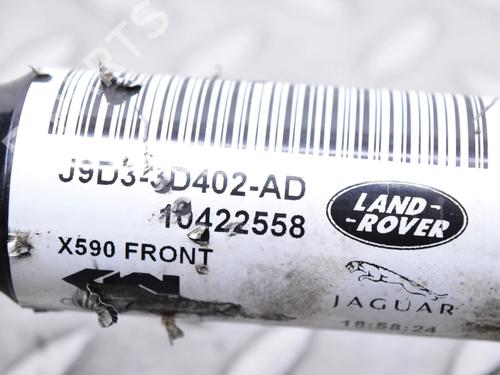 J9D3-3D402-AD
10422558
X590 FRONT
LAND-
-ROVER
JAGUAR
18:58:24